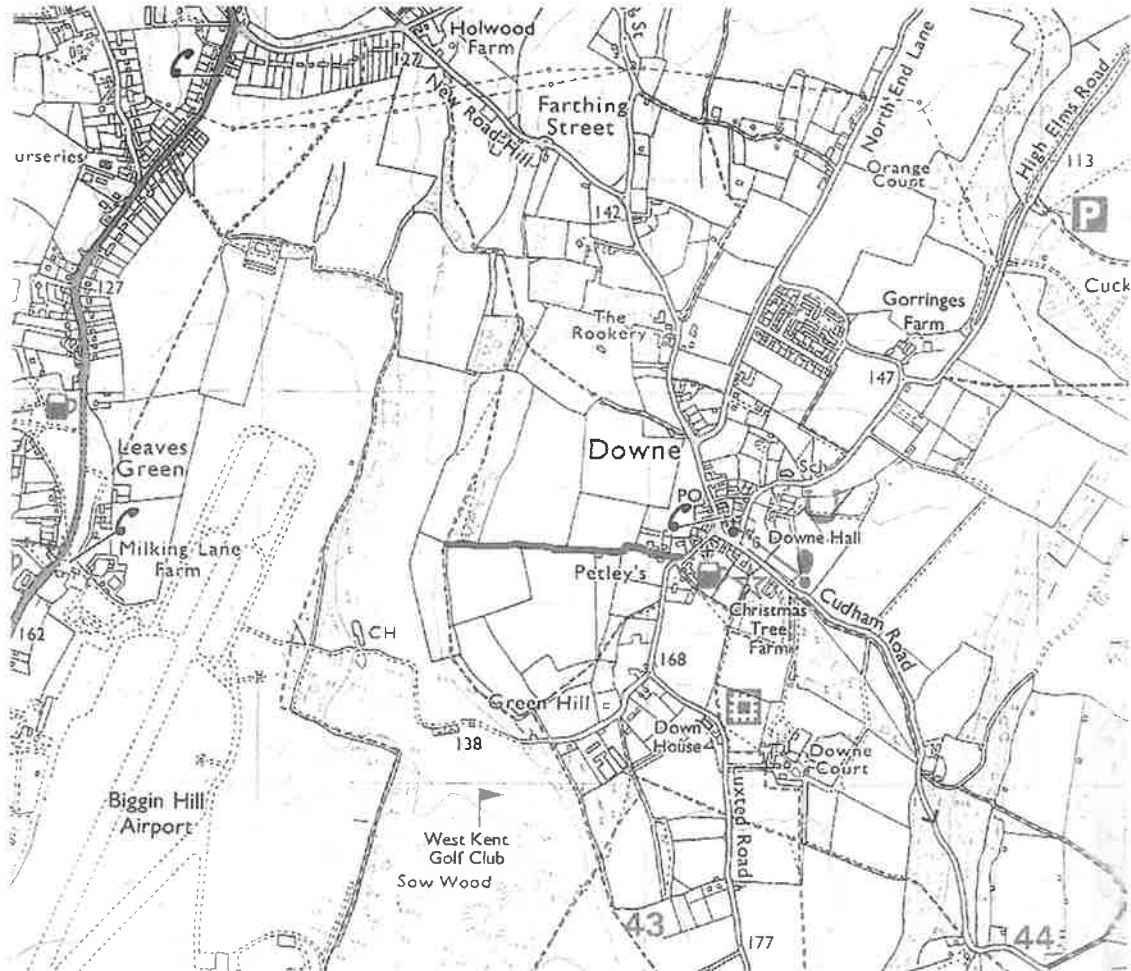 Holwood
Farm
127
New Road Hill
Farthing
Street
St
North End Lane
High Elms Road
113
P
Orange
Court
urseries
142
127
Cuck
Gorringes
Farm
The
Rookery
147
Leaves
Green
Downe
Sch
PO
Downe Hall
Milking Lane
Farm
Petley's
Christmas
Tree
Farm
Cudham Road
162
CH
168
Green Hill
138
Down
House
Downe
Court
Luxted Road
Biggin Hill
Airport
West Kent
Golf Club
Saw Wood
43
177
44